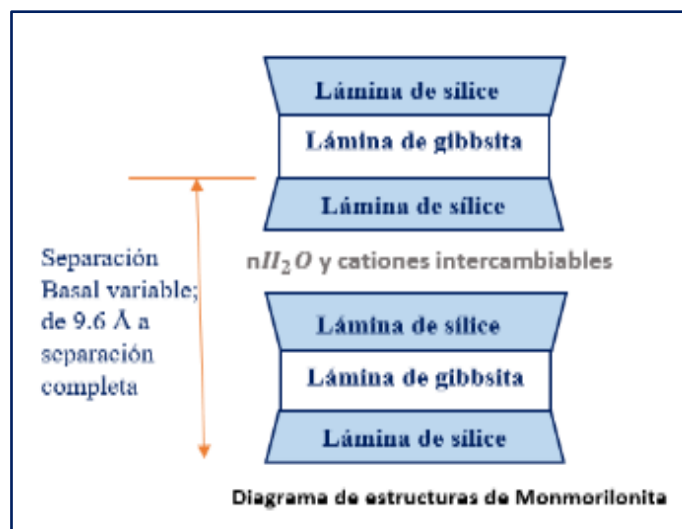 Lámina de sílice
Lámina de gibbsita
Lámina de sílice
nH₂O y cationes intercambiables
Separación
Basal variable;
de 9.6 Å a
separación
completa
Lámina de sílice
Lámina de gibbsita
Lámina de sílice
Diagrama de estructuras de Monmorilonita